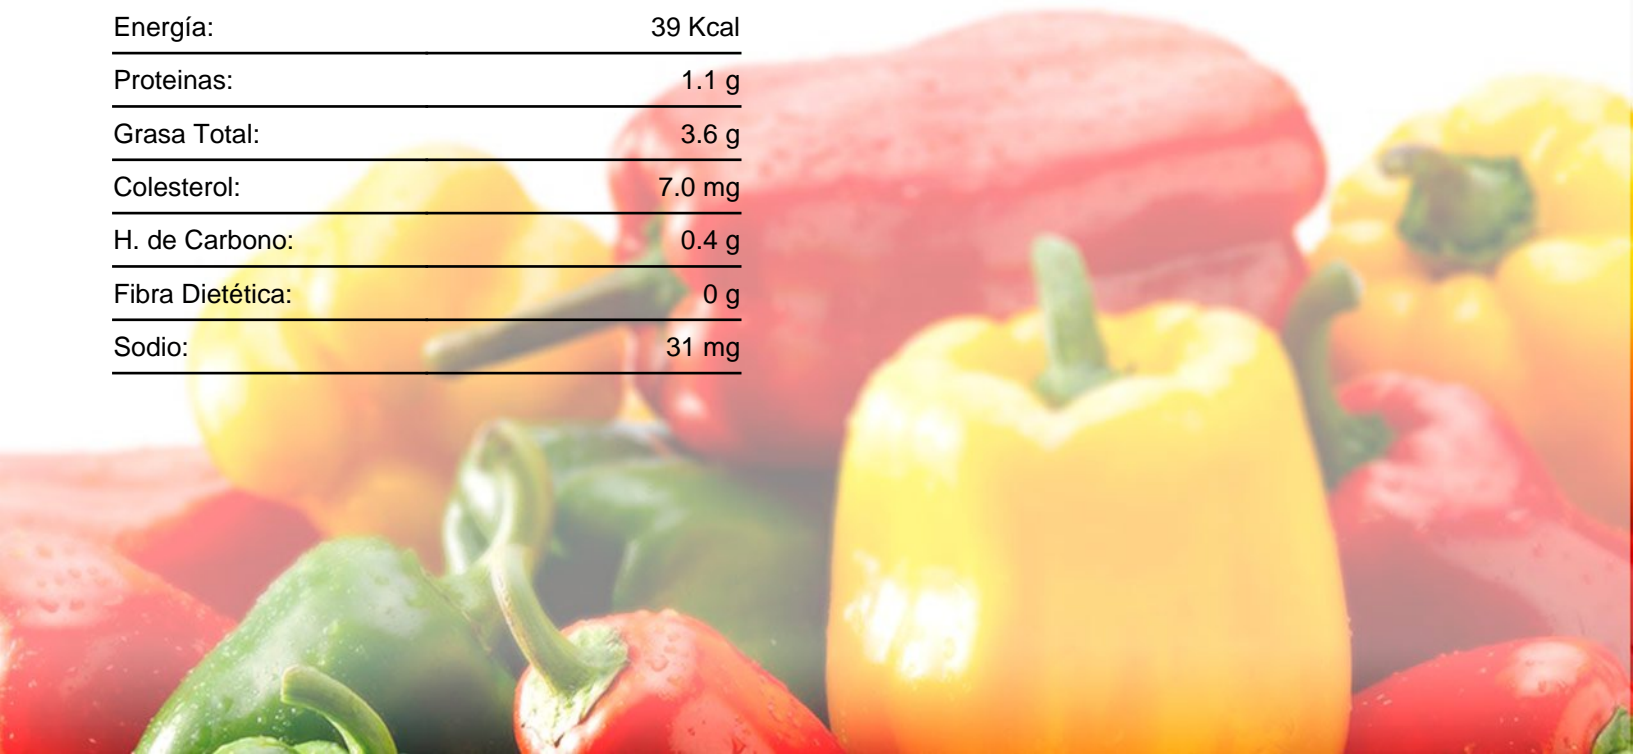 Energía: 39 Kcal
Proteinas: 1.1 g
Grasa Total: 3.6 g
Colesterol: 7.0 mg
H. de Carbono: 0.4 g
Fibra Dietética: 0 g
Sodio: 31 mg